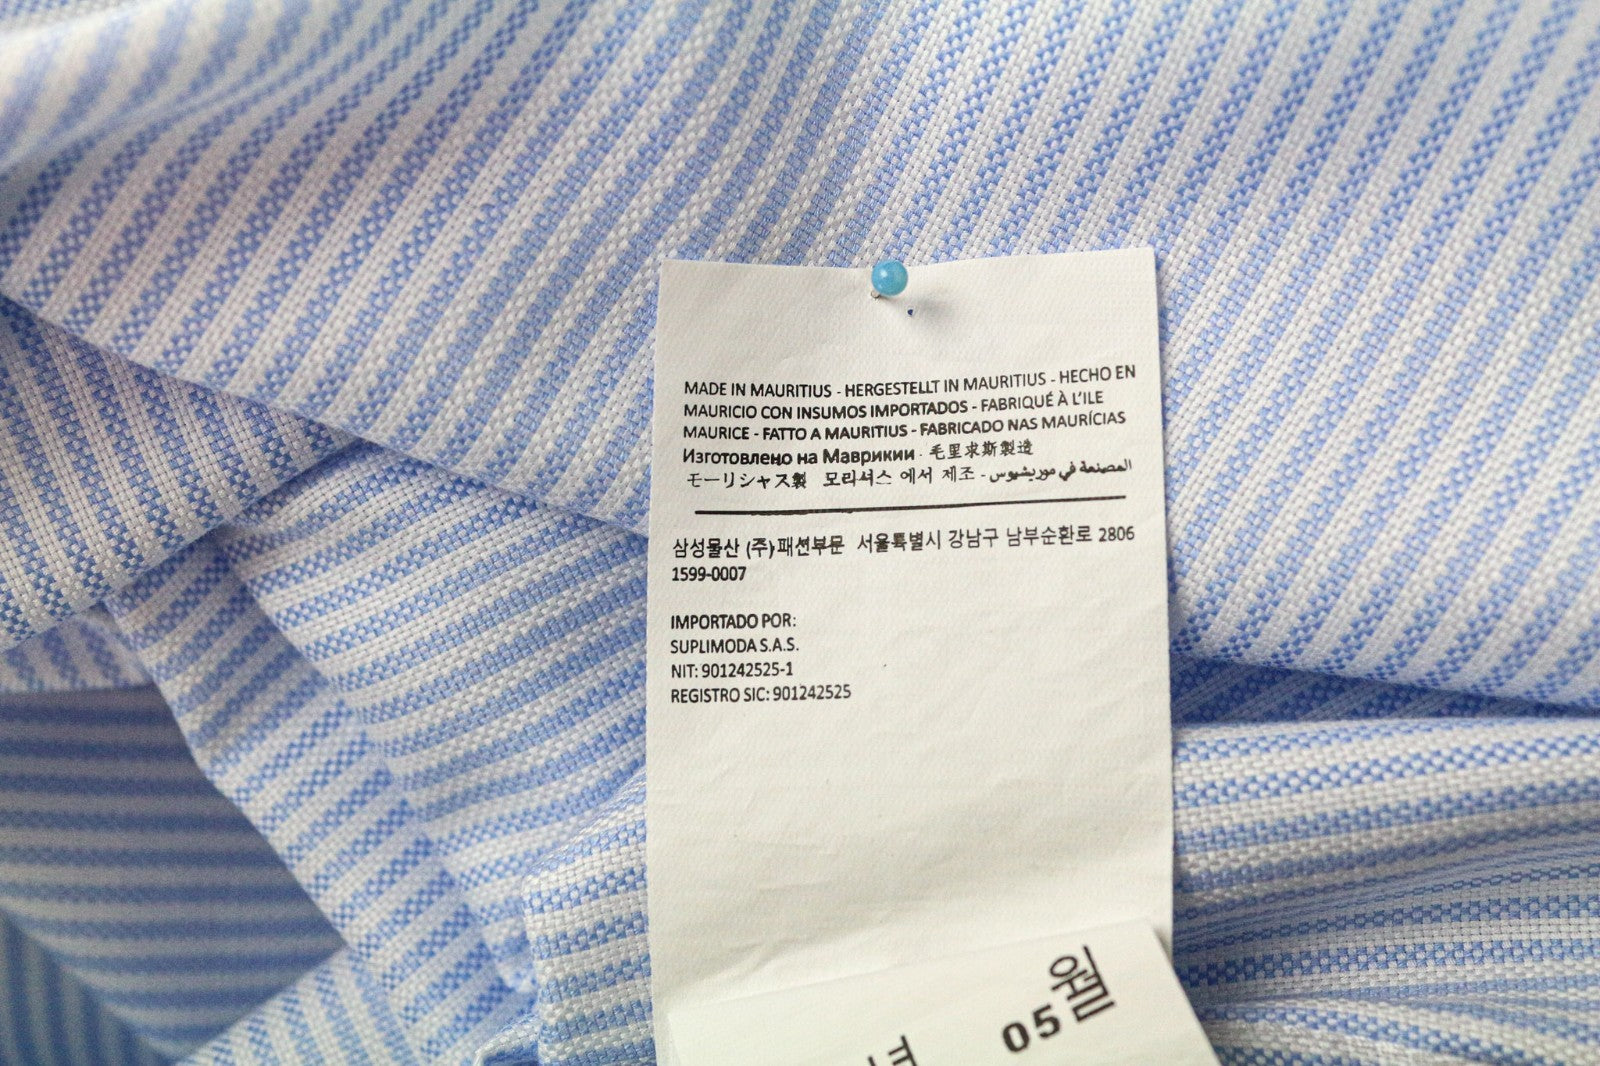 MADE IN MAURITIUS - HERGESTELLT IN MAURITIUS - HECHO EN
MAURICIO CON INSUMOS IMPORTADOS - FABRIQUÉ À L'ILE
MAURICE - FATTO A MAURITIUS - FABRICADO NAS MAURÍCIAS
Изготовлено на Маврикии · 毛里求斯製造
モーリシャス製 모리셔스 에서 제조 - المصنعة في موريشيوس
삼성물산 (주)패션부문 서울특별시 강남구 남부순환로 2806
1599-0007
IMPORTADO POR:
SUPLIMODA S.A.S.
NIT: 901242525-1
REGISTRO SIC: 901242525
05 월
년